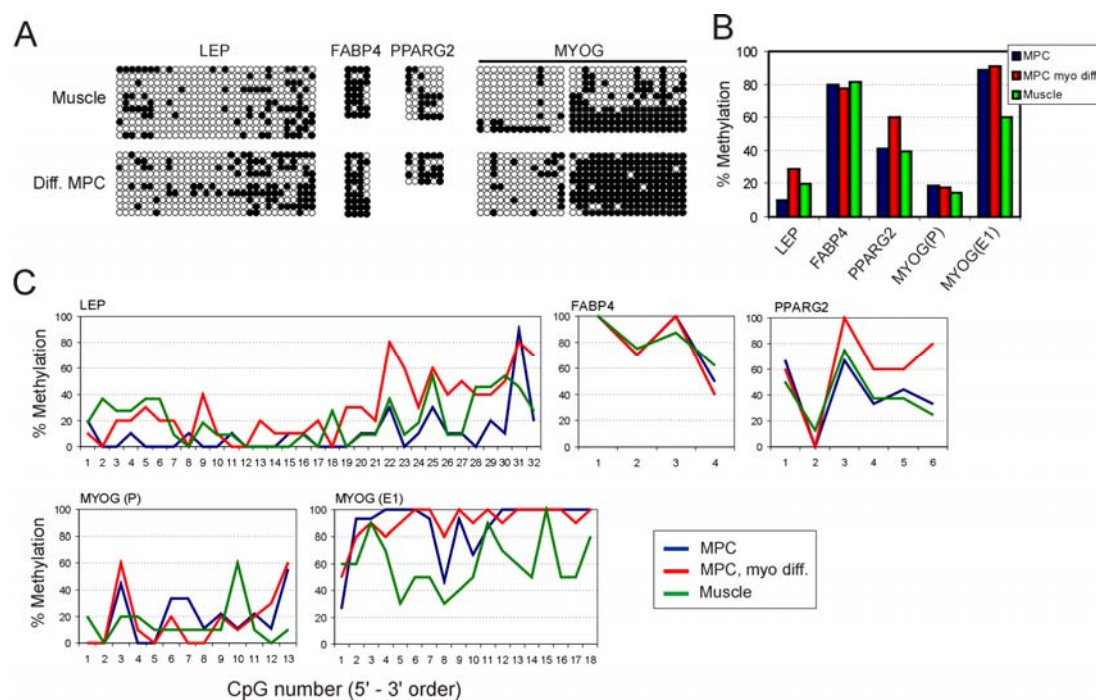 A
LEP FABP4 PPARG2 MYOG
Muscle
Diff. MPC
B
100
80
60
40
20
0
% Methylation
MPC
MPC myo diff
Muscle
LEP
FABP4
PPARG2
MYOG(P)
MYOG(E1)
C
LEP
% Methylation
100
80
60
40
20
0
1 2 3 4 5 6 7 8 9 10 11 12 13 14 15 16 17 18 19 20 21 22 23 24 25 26 27 28 29 30 31 32
FABP4
100
80
60
40
20
0
1 2 3 4
PPARG2
100
80
60
40
20
0
1 2 3 4 5 6
MYOG (P)
% Methylation
100
80
60
40
20
0
1 2 3 4 5 6 7 8 9 10 11 12 13
MYOG (E1)
100
80
60
40
20
0
1 2 3 4 5 6 7 8 9 10 11 12 13 14 15 16 17 18
MPC
MPC, myo diff.
Muscle
CpG number (5' - 3' order)